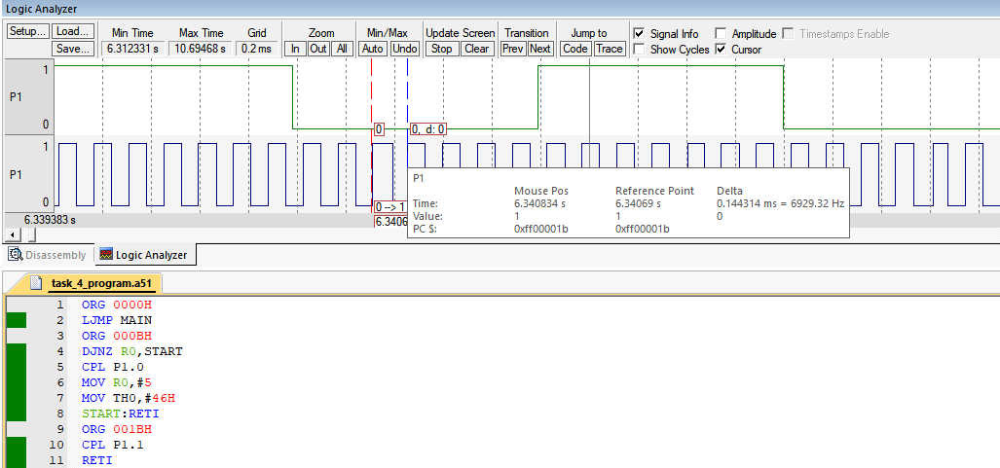 Logic Analyzer
Setup... Load... Min Time Max Time Grid Zoom Min/Max Update Screen Transition Jump to Signal Info Amplitude Timestamps Enable
Save... 6.312331 s 10.69468 s 0.2 ms In Out All Auto Undo Stop Clear Prev Next Code Trace Show Cycles Cursor
1
P1
0 0 0, d: 0
1
P1
0 0 --> 1
6.339383 s 6.3406
P1
Mouse Pos Reference Point Delta
Time: 6.340834 s 6.34069 s 0.144314 ms = 6929.32 Hz
Value: 1 1 0
PC $: 0xff00001b 0xff00001b
Disassembly Logic Analyzer
task_4_program.a51
1 ORG 0000H
2 LJMP MAIN
3 ORG 000BH
4 DJNZ R0,START
5 CPL P1.0
6 MOV R0,#5
7 MOV TH0,#46H
8 START:RETI
9 ORG 001BH
10 CPL P1.1
11 RETI